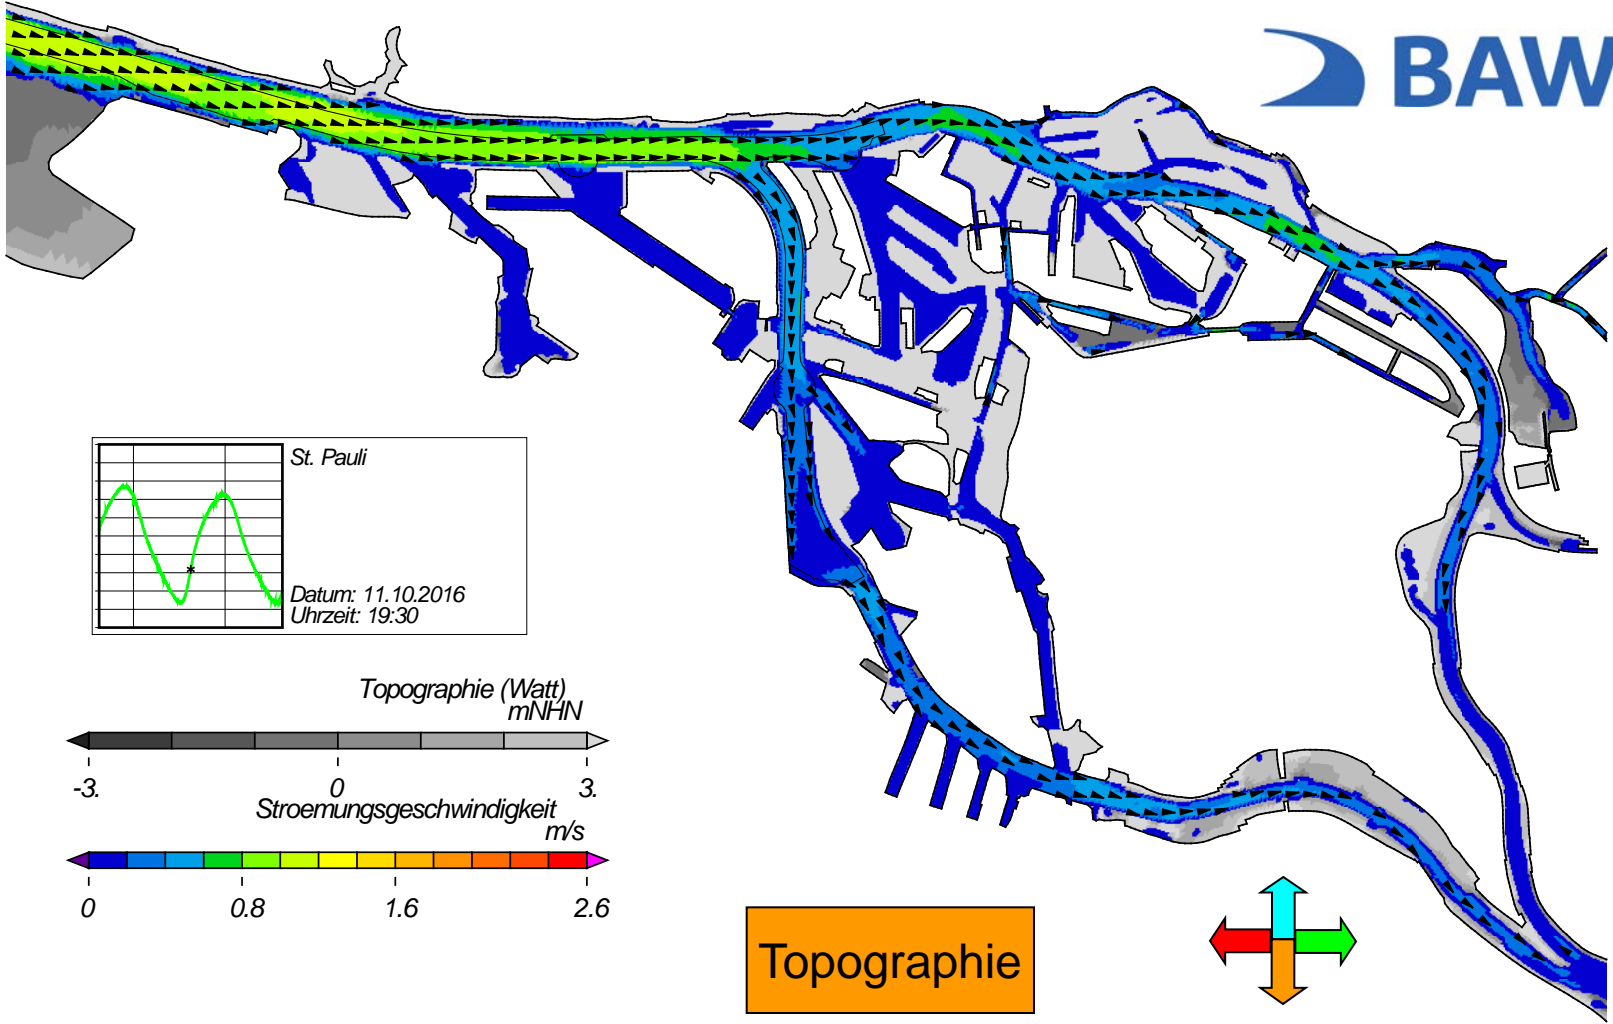 BAW
St. Pauli
Datum: 11.10.2016
Uhrzeit: 19:30
Topographie (Watt)
mNHN
-3. 0 3.
Stroemungsgeschwindigkeit
m/s
0 0.8 1.6 2.6
Topographie